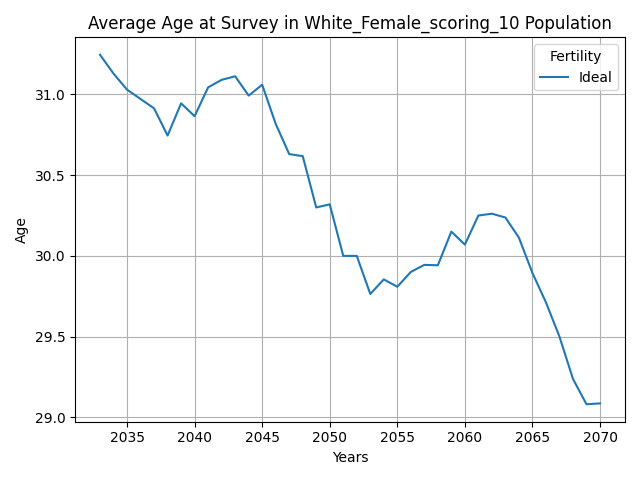 Average Age at Survey in White_Female_scoring_10 Population
Fertility
Ideal
31.0
30.5
30.0
29.5
29.0
Age
2035 2040 2045 2050 2055 2060 2065 2070
Years